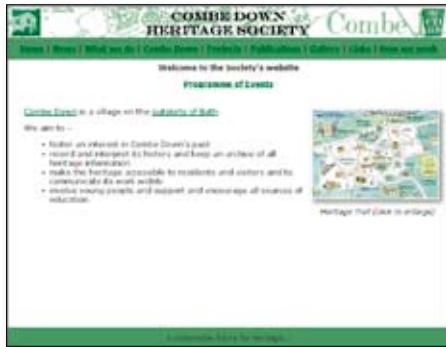 COMBE DOWN
HERITAGE SOCIETY
Combe
Home | News | What we do | Combe Down | Projects | Publications | Gallery | Links | How we work
Welcome to the Society's website
Programme of Events
Combe Down is a village on the outskirts of Bath
We aim to -
• foster an interest in Combe Down's past
• record and interpret its history and keep an archive of all
heritage information
• make the heritage accessible to residents and visitors and to
communicate its work widely
• involve young people and support and encourage all sources of
education
Heritage Trail (click to enlarge)